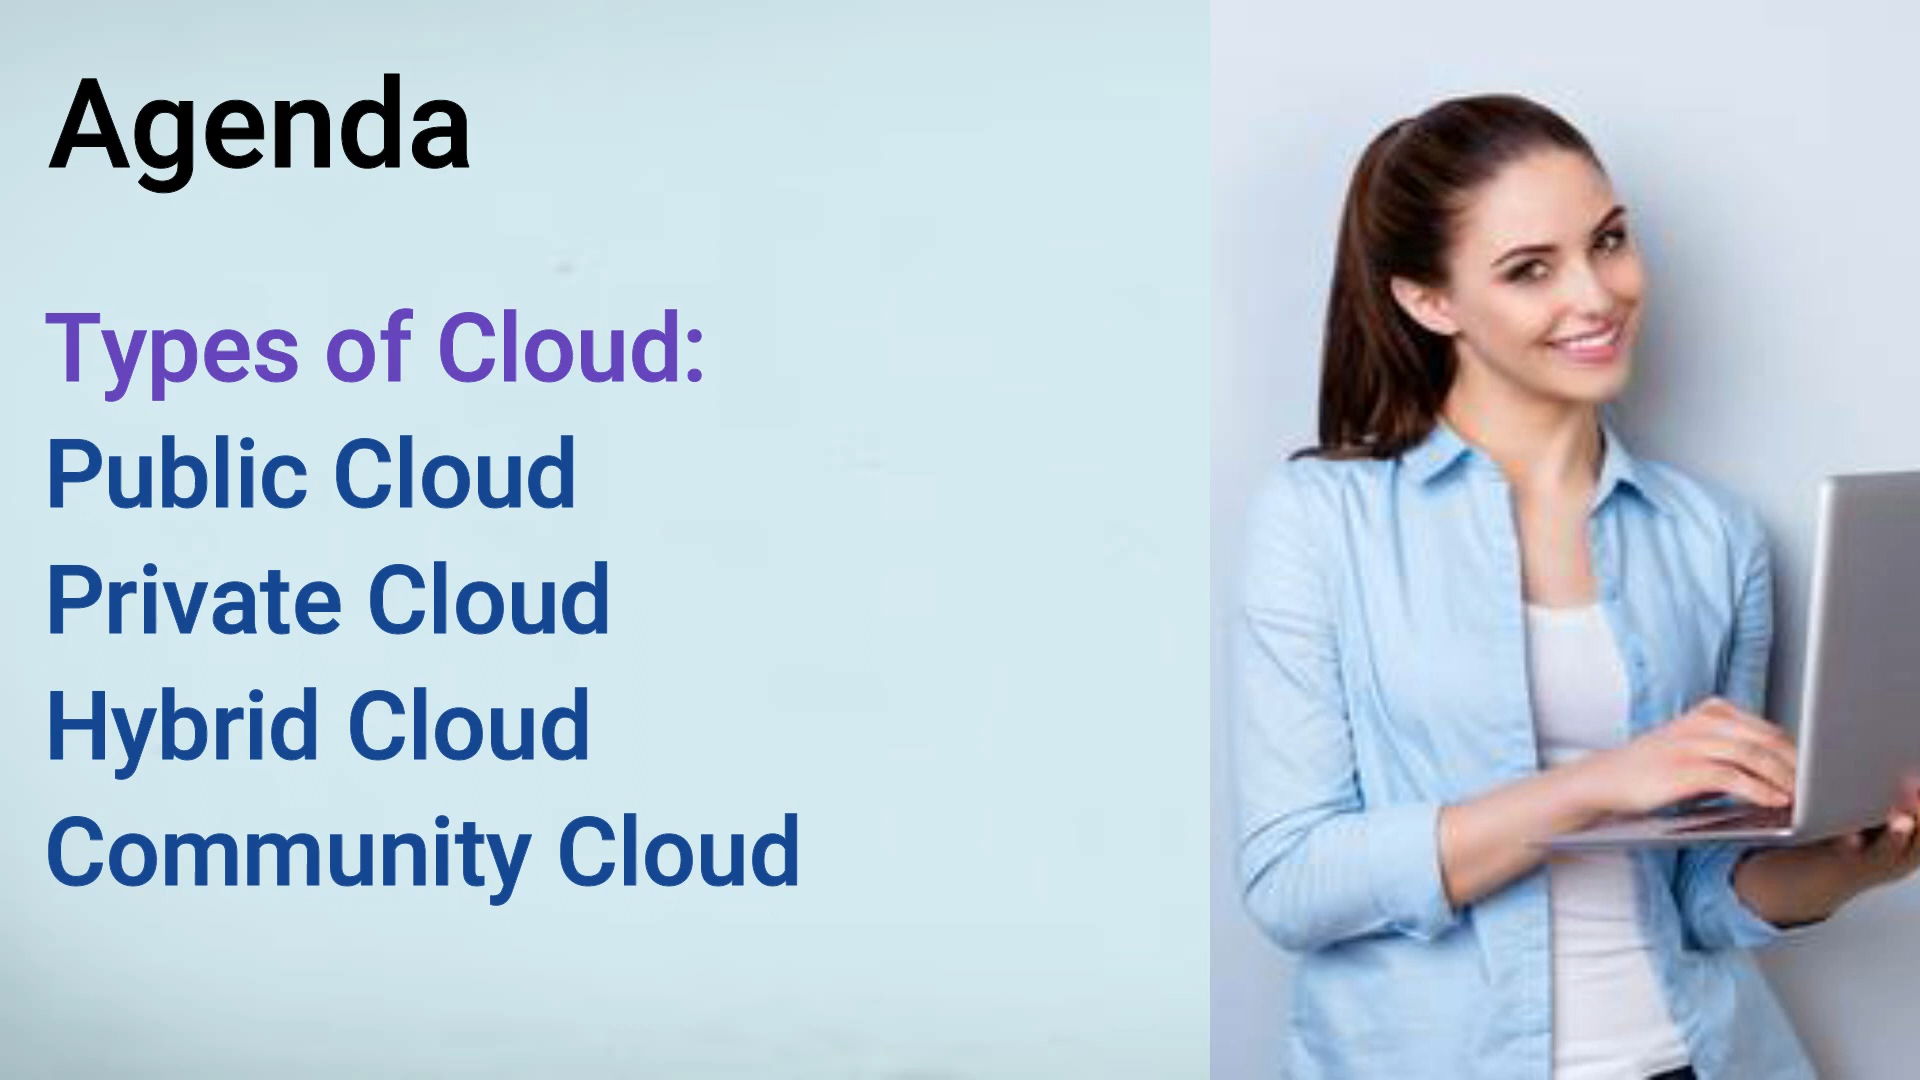 Agenda
Types of Cloud:
Public Cloud
Private Cloud
Hybrid Cloud
Community Cloud